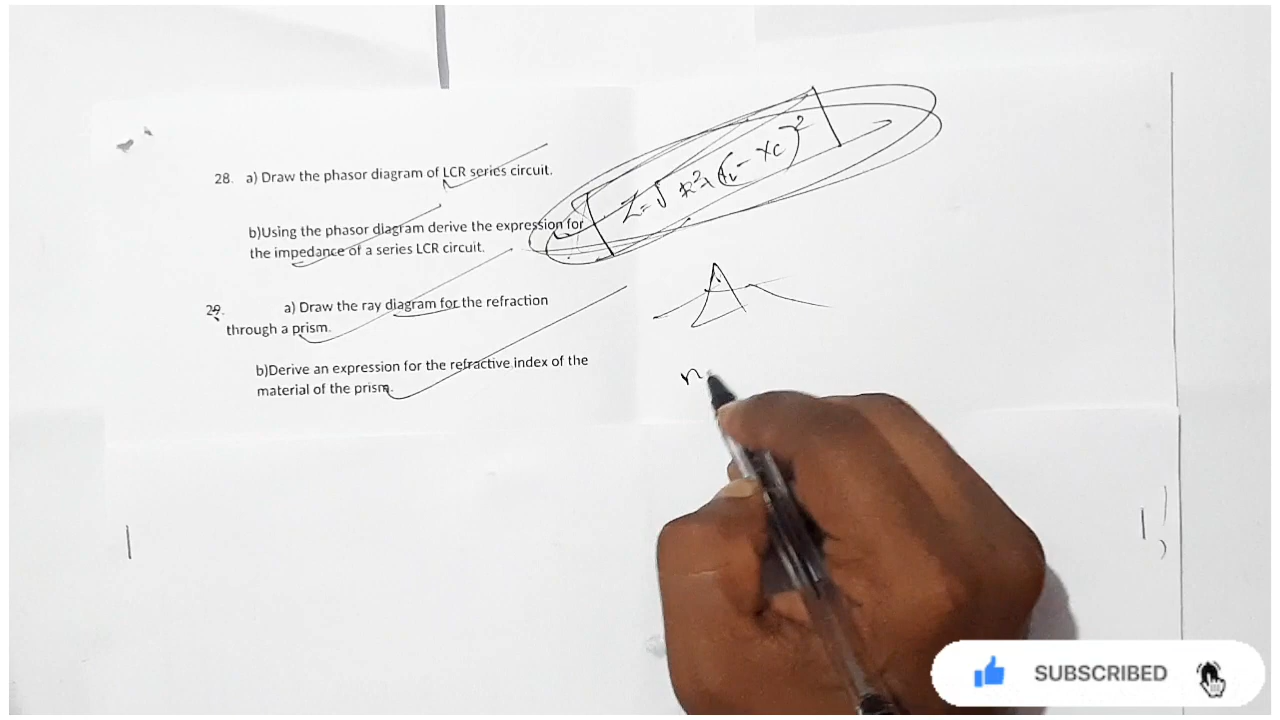 28. a) Draw the phasor diagram of LCR series circuit.
b)Using the phasor diagram derive the expression for
the impedance of a series LCR circuit.
Z=√R²+(XL-XC)²
29. a) Draw the ray diagram for the refraction
through a prism.
b)Derive an expression for the refractive index of the
material of the prism.
A
n
SUBSCRIBED